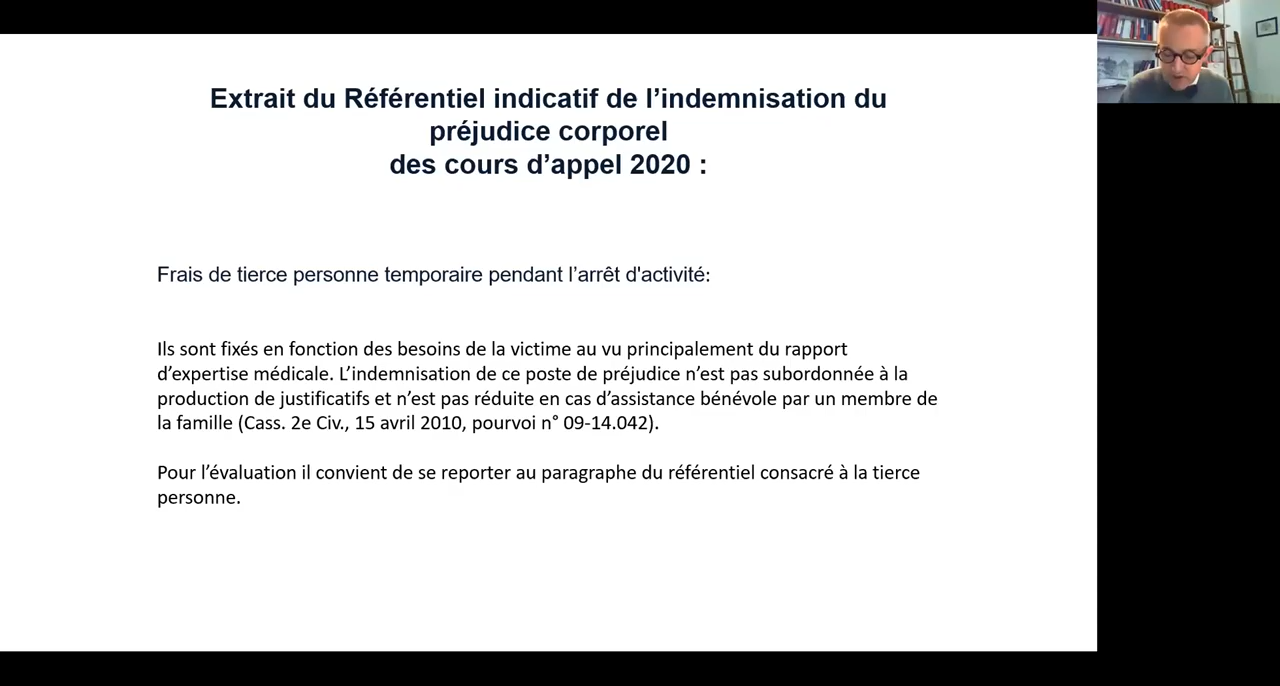 Extrait du Référentiel indicatif de l’indemnisation du
préjudice corporel
des cours d’appel 2020 :
Frais de tierce personne temporaire pendant l’arrêt d'activité:
Ils sont fixés en fonction des besoins de la victime au vu principalement du rapport
d’expertise médicale. L’indemnisation de ce poste de préjudice n’est pas subordonnée à la
production de justificatifs et n’est pas réduite en cas d’assistance bénévole par un membre de
la famille (Cass. 2e Civ., 15 avril 2010, pourvoi n° 09-14.042).
Pour l’évaluation il convient de se reporter au paragraphe du référentiel consacré à la tierce
personne.